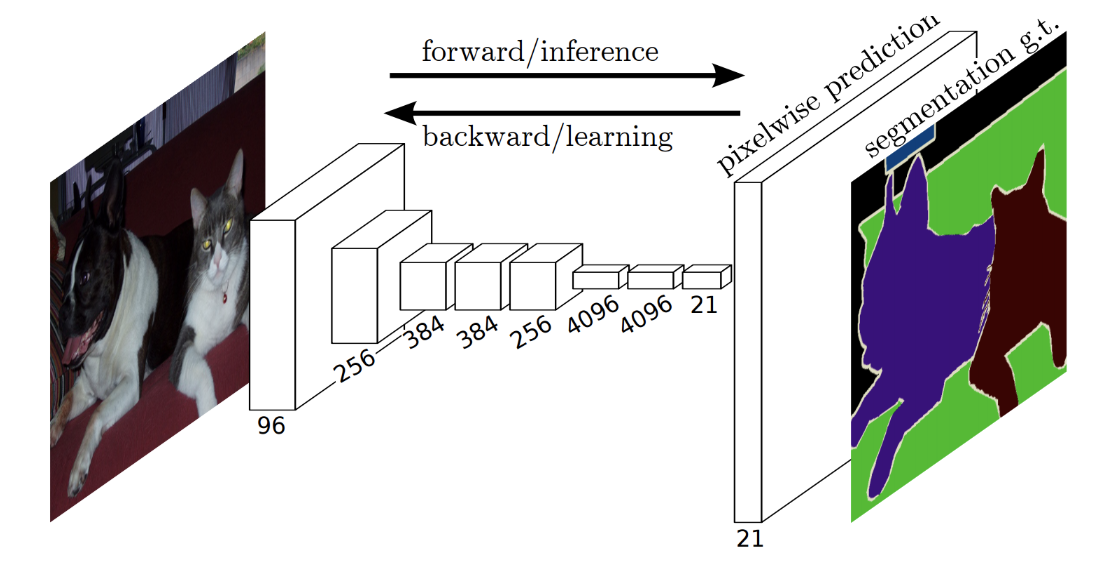 forward/inference
backward/learning
pixelwise prediction
segmentation g.t.
96
256
384
384
256
4096
4096
21
21